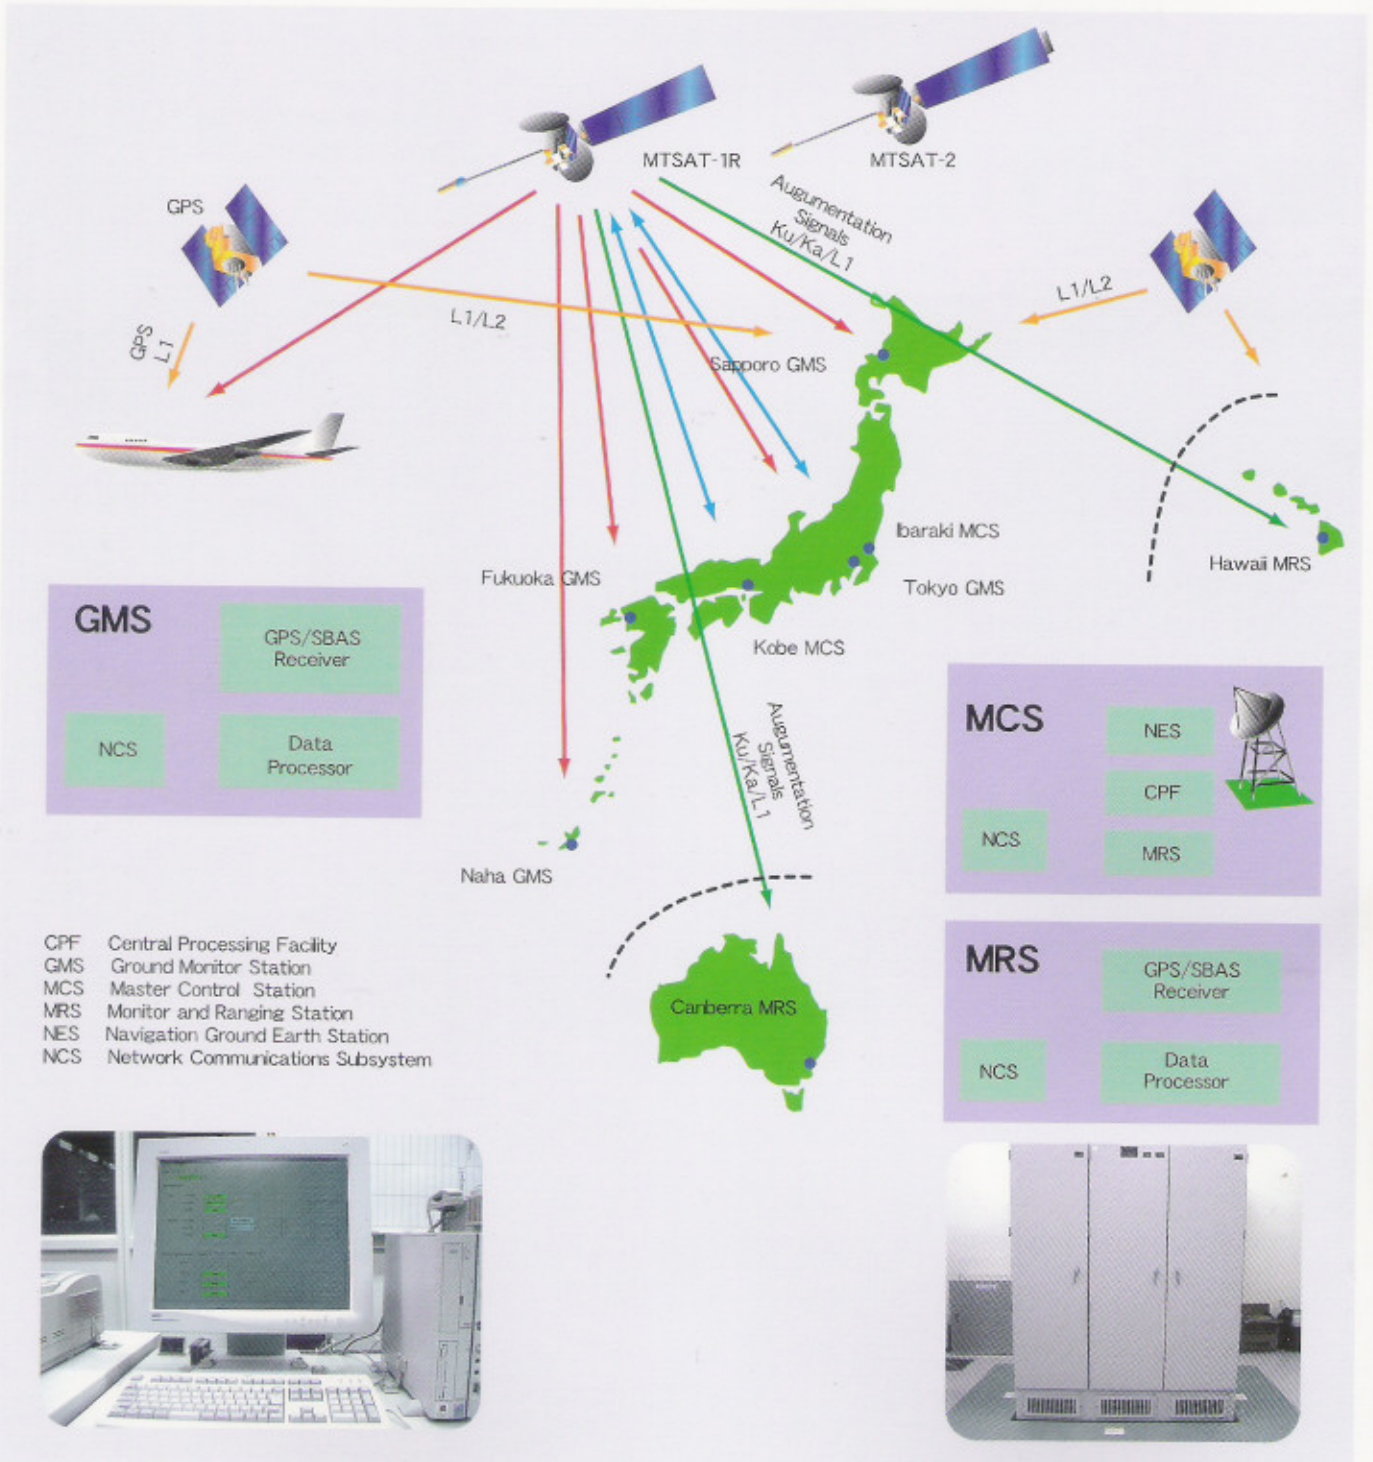 MTSAT-1R
MTSAT-2
GPS
Augumentation
Signals
Ku/Ka/L1
GPS
L1
L1/L2
L1/L2
Sapporo GMS
Ibaraki MCS
Hawaii MRS
Fukuoka GMS
Tokyo GMS
Kobe MCS
GMS
GPS/SBAS
Receiver
NCS
Data
Processor
Augumentation
Signals
Ku/Ka/L1
MCS
NES
CPF
NCS
MRS
Naha GMS
CPF Central Processing Facility
GMS Ground Monitor Station
MCS Master Control Station
MRS Monitor and Ranging Station
NES Navigation Ground Earth Station
NCS Network Communications Subsystem
Canberra MRS
MRS
GPS/SBAS
Receiver
NCS
Data
Processor